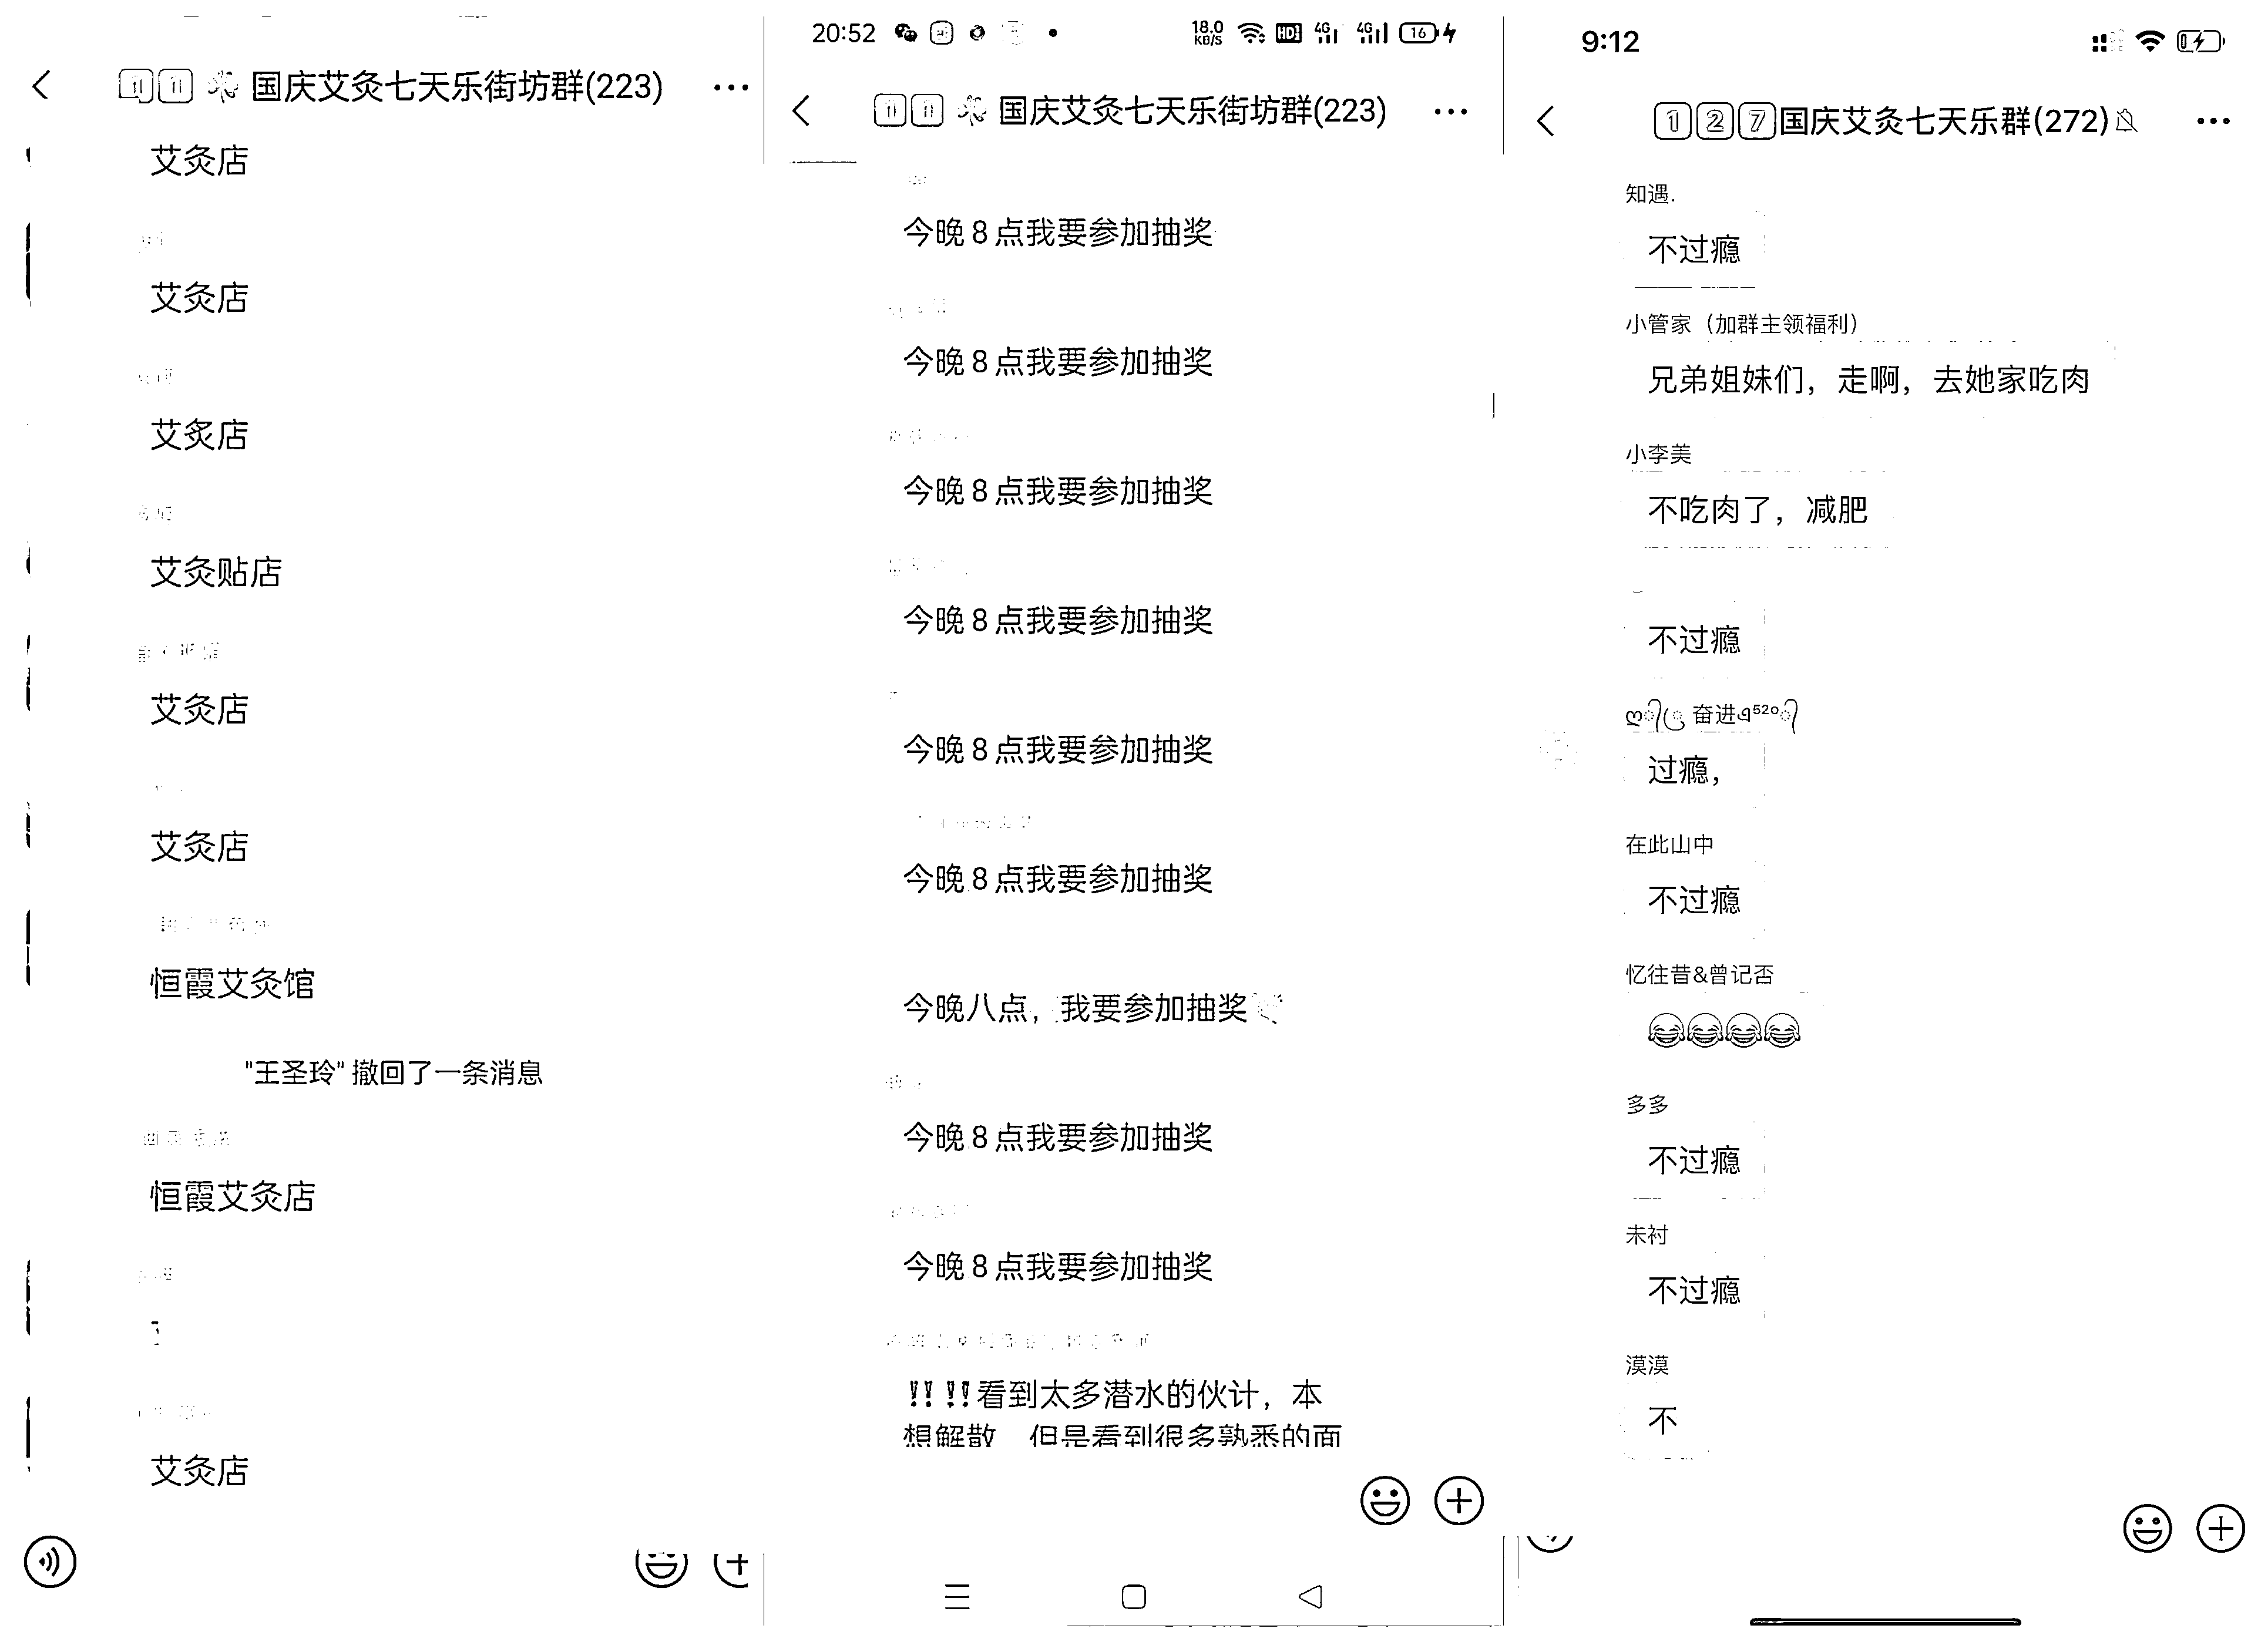 国庆艾灸七天乐街坊群(223)
艾灸店
艾灸店
艾炙店
艾灸贴店
艾灸店
艾灸店
恒霞艾灸馆
"王圣玲"撤回了一条消息
恒霞艾灸店
艾灸店
20:52
18.0
KB/S
HD
4G
4G
16
国庆艾灸七天乐街坊群(223)
今晚8点我要参加抽奖
今晚8点我要参加抽奖
今晚8点我要参加抽奖
今晚8点我要参加抽奖
今晚8点我要参加抽奖
今晚8点我要参加抽奖
今晚八点，我要参加抽奖
今晚8点我要参加抽奖
今晚8点我要参加抽奖
‼️‼️看到太多潜水的伙计，本
想解散 但是看到很多熟悉的面
9:12
127国庆艾灸七天乐群(272)
知遇.
不过瘾
小管家（加群主领福利）
兄弟姐妹们，走啊，去她家吃肉
小李美
不吃肉了，减肥
不过瘾
奋进
过瘾，
在此山中
不过瘾
忆往昔&曾记否
😂😂😂😂
多多
不过瘾
未衬
不过瘾
漠漠
不